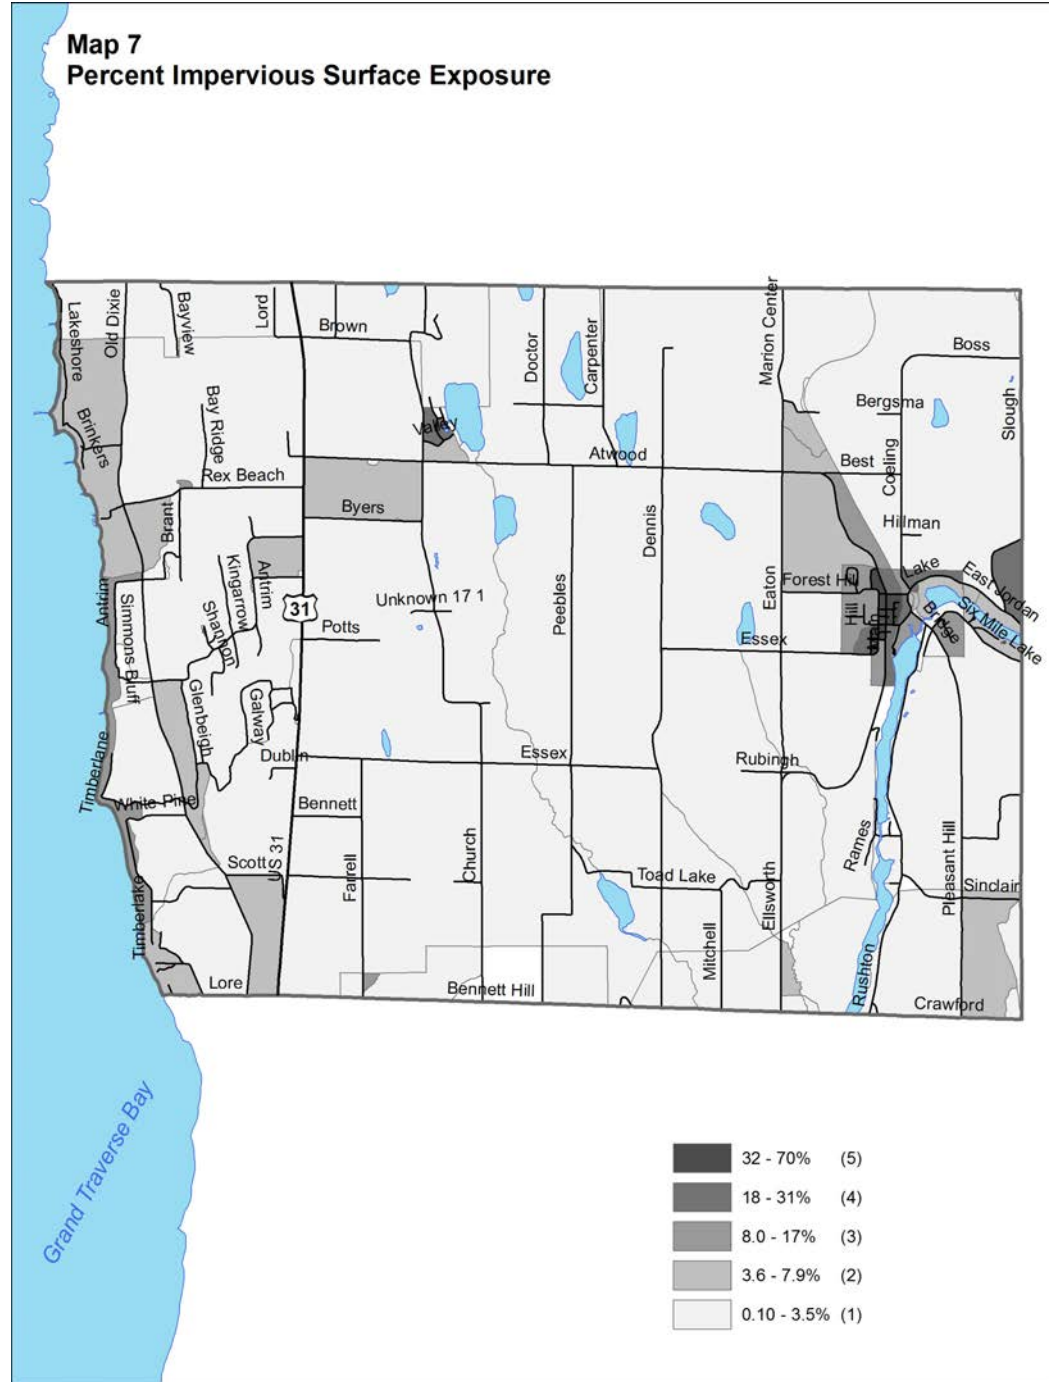 Map 7
Percent Impervious Surface Exposure
Lakeshore
Old Dixie
Bayview
Lord
Brown
Doctor
Carpenter
Marion Center
Boss
Slough
Bergsma
Brinkers
Bay Ridge
Valley
Atwood
Best
Coeling
Rex Beach
Byers
Brant
Dennis
Hillman
Kingarrow
Antrim
Antrim
Simmons Bluff
Shannon
31
Unknown 17 1
Potts
Peebles
Eaton
Forest Hill
Lake
East Jordan
Six Mile Lake
Bridge
Hill
Main
Essex
Glenbeigh
Galway
Dublin
Essex
Rubingh
Timberlane
White Pine
Bennett
US 31
Scott
Farrell
Church
Toad Lake
Ellsworth
Rames
Pleasant Hill
Sinclair
Timberlake
Lore
Bennett Hill
Mitchell
Rushton
Crawford
Grand Traverse Bay
32 - 70% (5)
18 - 31% (4)
8.0 - 17% (3)
3.6 - 7.9% (2)
0.10 - 3.5% (1)